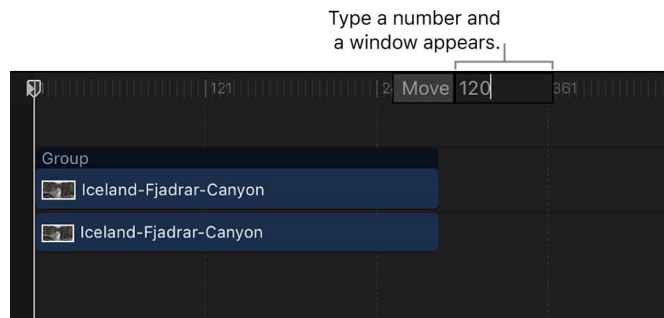 Type a number and
a window appears.
121
Move 120
361
Group
Iceland-Fjadrar-Canyon
Iceland-Fjadrar-Canyon